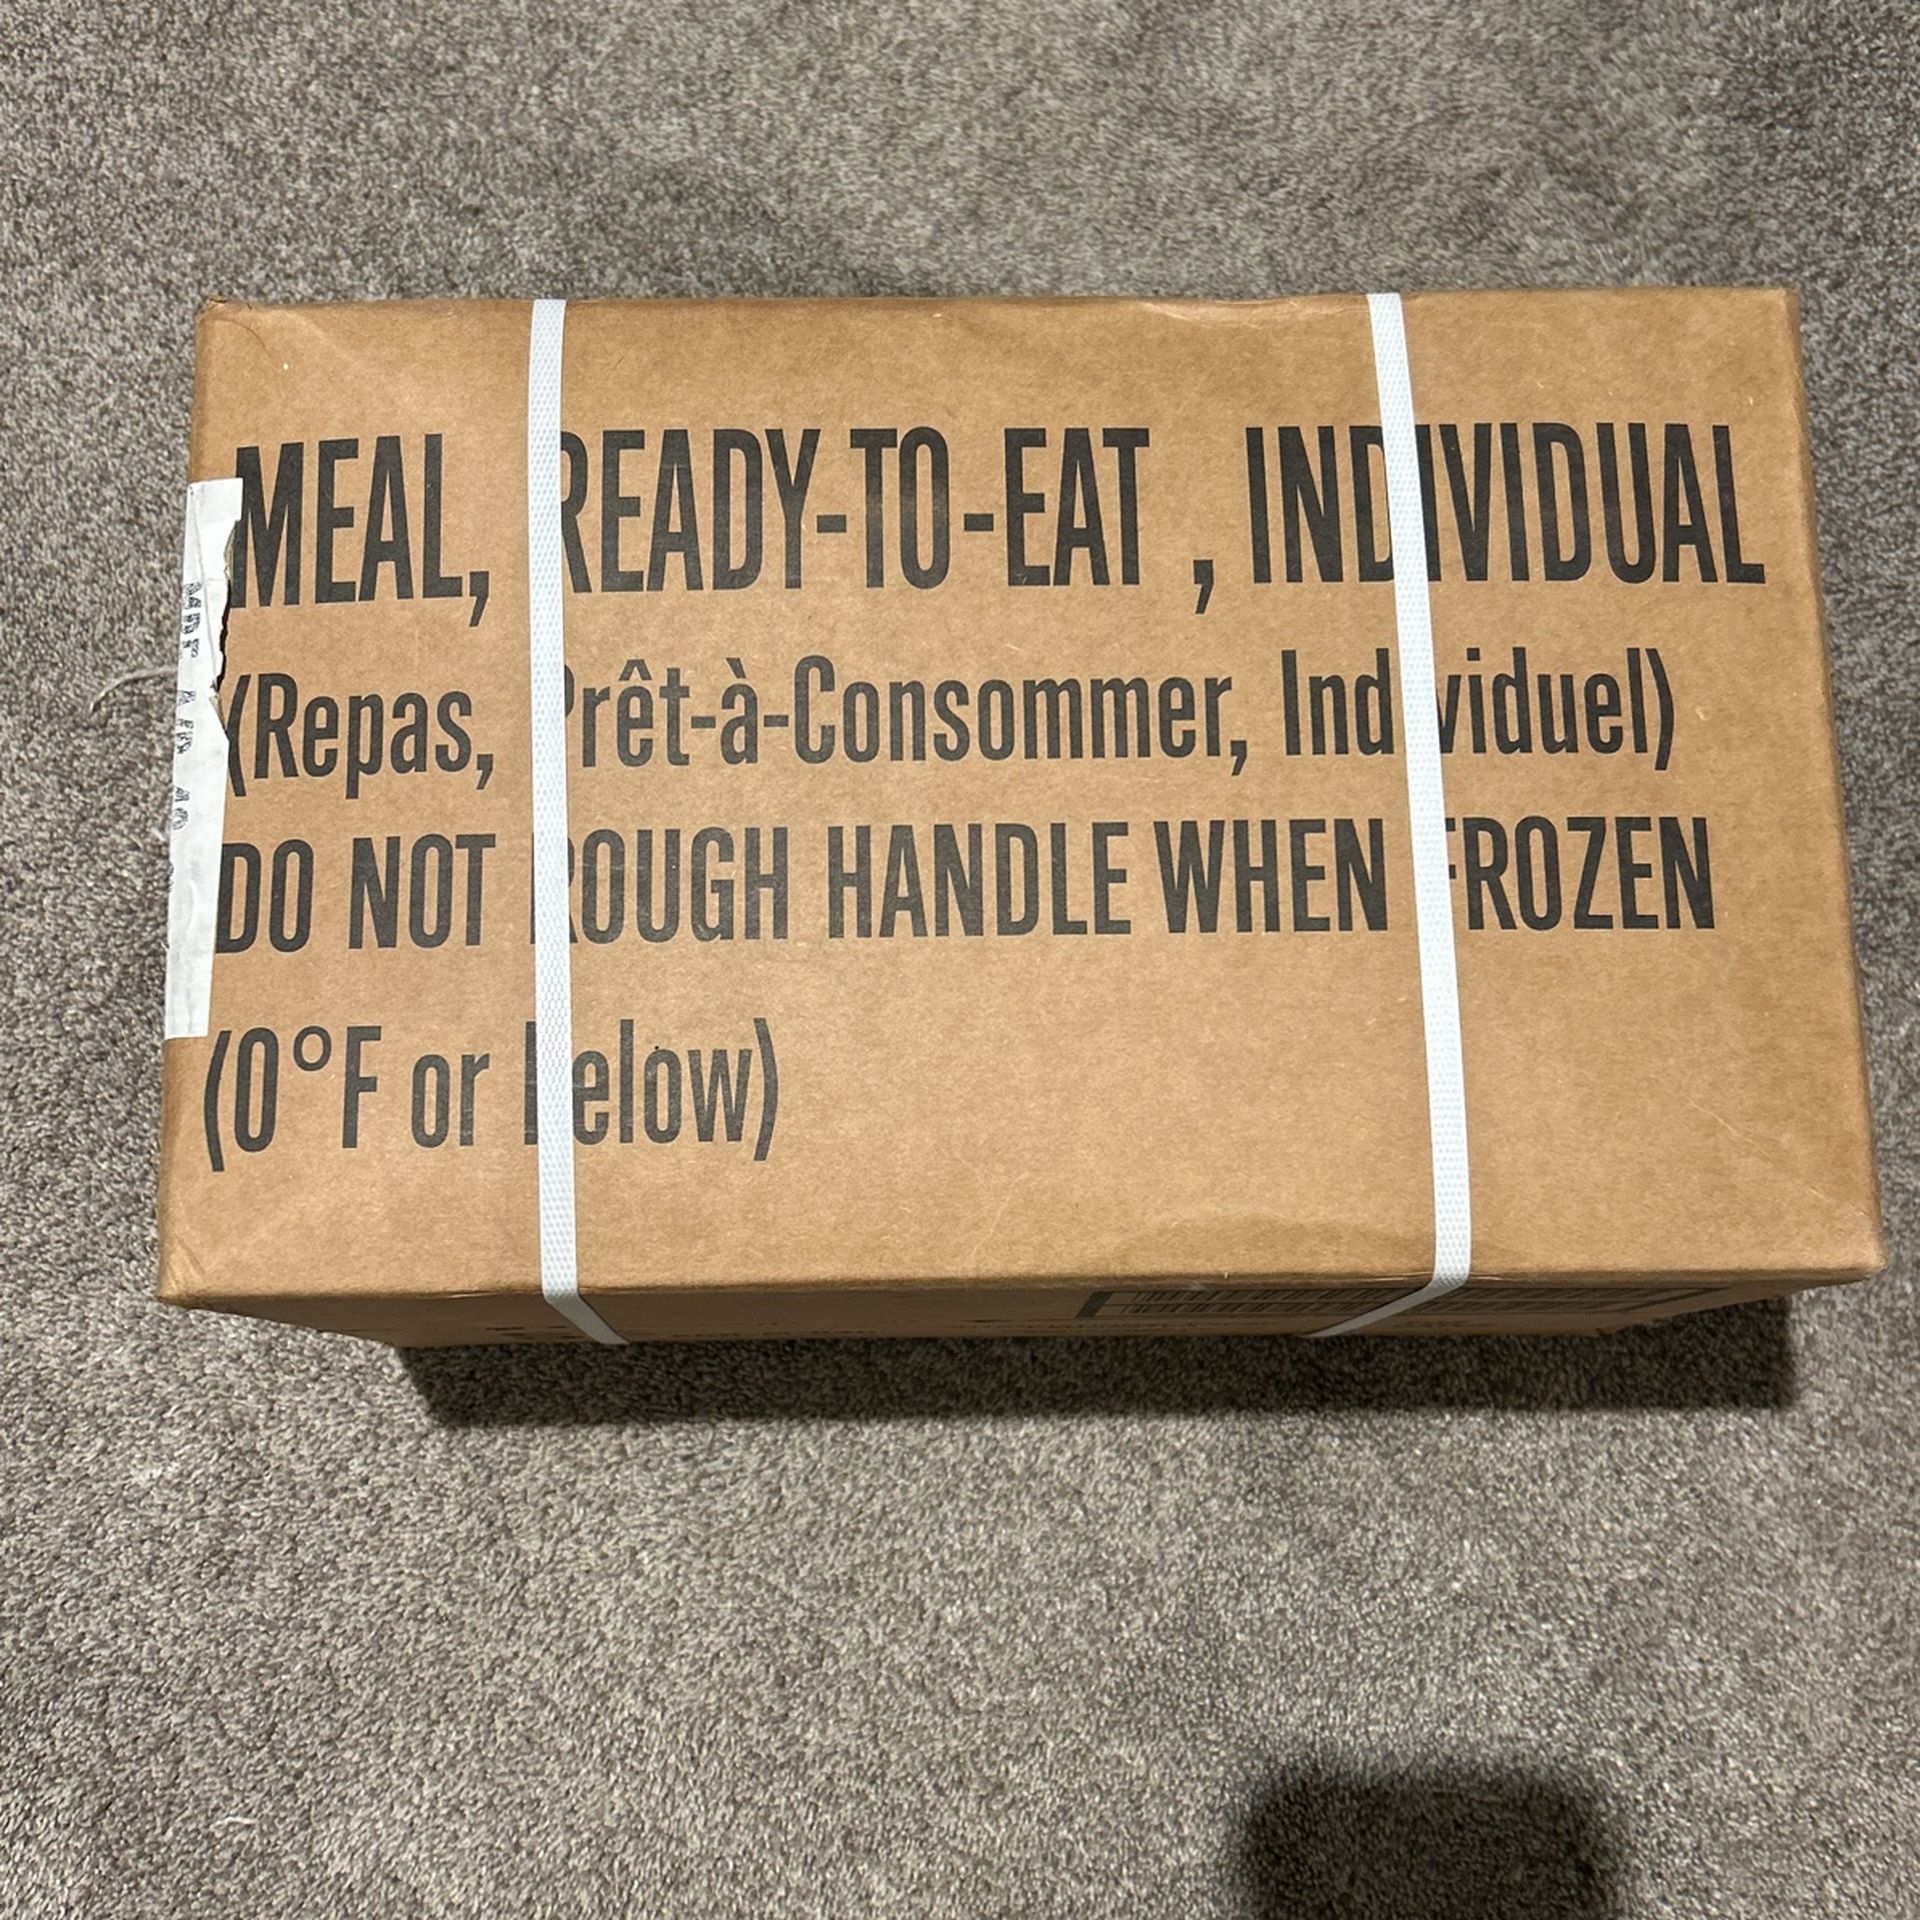 MEAL, READY-TO-EAT , INDIVIDUAL
(Repas, Prêt-à-Consommer, Individuel)
DO NOT ROUGH HANDLE WHEN FROZEN
(0°F or Below)